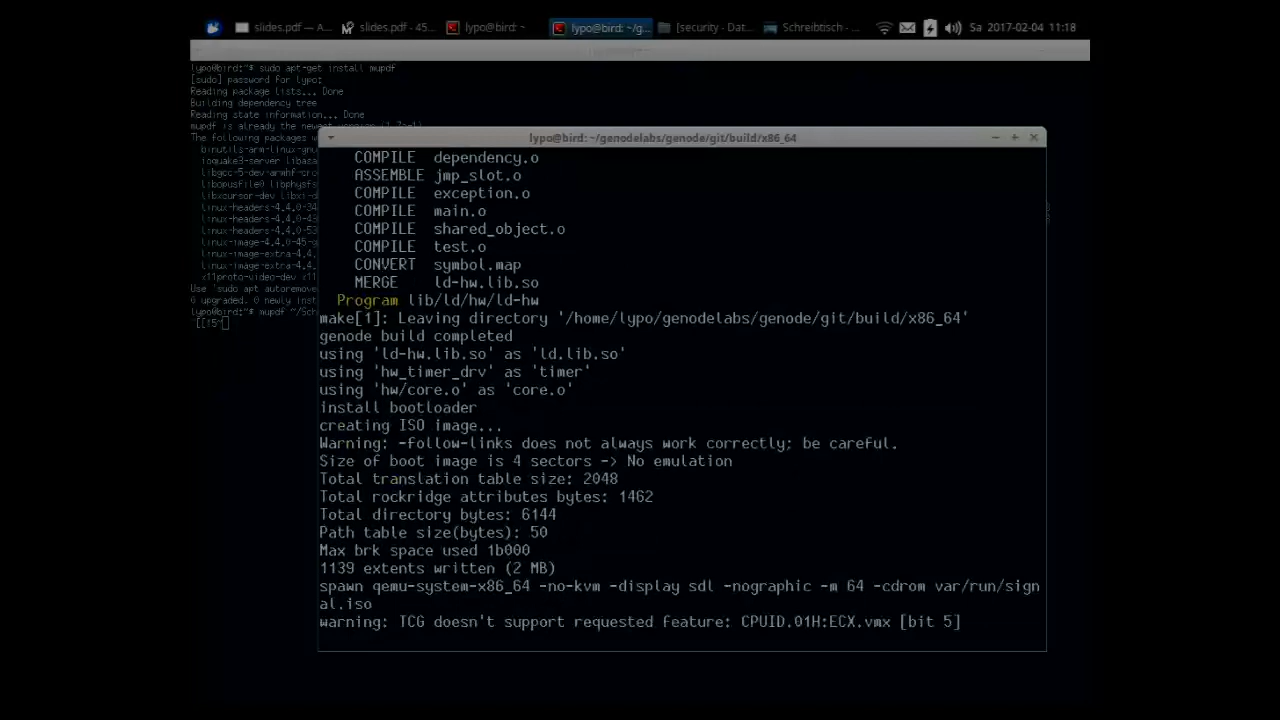 slides.pdf — A...
slides.pdf - 45...
lypo@bird: ~
lypo@bird: ~/g...
[security - Dat...
Schreibtisch - ...
Sa 2017-02-04 11:18
lypo@bird:~$ sudo apt-get install mupdf
[sudo] password for lypo:
Reading package lists... Done
Building dependency tree
Reading state information... Done
mupdf is already the newest version
The following packages w
binutils-arm-linux-gnu
ioquake3-server libasa
libgcc-5-dev-armhf-cro
libopusfile0 libphysfs
libxcursor-dev libxi-d
linux-headers-4.4.0-34
linux-headers-4.4.0-43
linux-headers-4.4.0-53
linux-image-4.4.0-45-g
linux-image-extra-4.4.
linux-image-extra-4.4.
x11proto-video-dev x11
Use 'sudo apt autoremove
0 upgraded, 0 newly inst
lypo@bird:~$ mupdf ~/Sch
lypo@bird: ~/genodelabs/genode/git/build/x86_64
COMPILE dependency.o
ASSEMBLE jmp_slot.o
COMPILE exception.o
COMPILE main.o
COMPILE shared_object.o
COMPILE test.o
CONVERT symbol.map
MERGE ld-hw.lib.so
Program lib/ld/hw/ld-hw
make[1]: Leaving directory '/home/lypo/genodelabs/genode/git/build/x86_64'
genode build completed
using 'ld-hw.lib.so' as 'ld.lib.so'
using 'hw_timer_drv' as 'timer'
using 'hw/core.o' as 'core.o'
install bootloader
creating ISO image...
Warning: -follow-links does not always work correctly; be careful.
Size of boot image is 4 sectors -> No emulation
Total translation table size: 2048
Total rockridge attributes bytes: 1462
Total directory bytes: 6144
Path table size(bytes): 50
Max brk space used 1b000
1139 extents written (2 MB)
spawn qemu-system-x86_64 -no-kvm -display sdl -nographic -m 64 -cdrom var/run/sign
al.iso
warning: TCG doesn't support requested feature: CPUID.01H:ECX.vmx [bit 5]